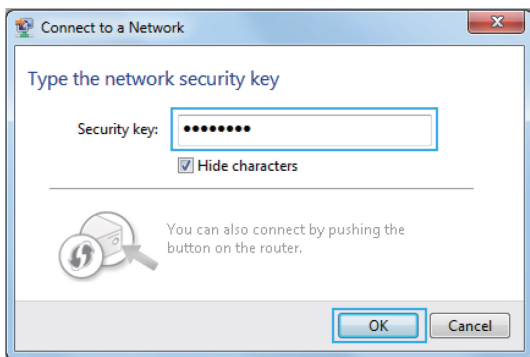 Connect to a Network
Type the network security key
Security key: ••••••••
Hide characters
You can also connect by pushing the
button on the router.
OK Cancel